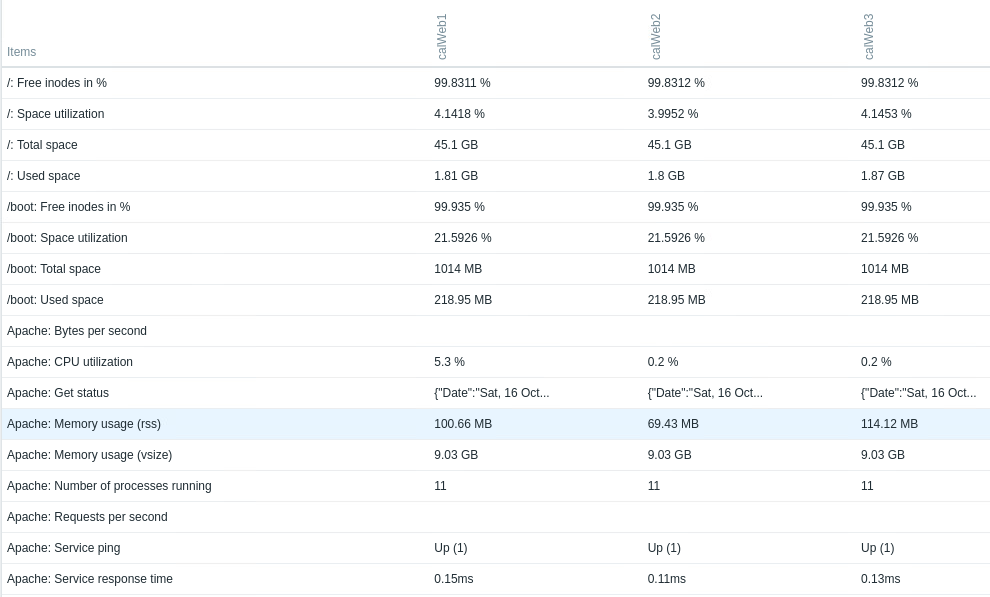 Items calWeb1 calWeb2 calWeb3
/: Free inodes in % 99.8311 % 99.8312 % 99.8312 %
/: Space utilization 4.1418 % 3.9952 % 4.1453 %
/: Total space 45.1 GB 45.1 GB 45.1 GB
/: Used space 1.81 GB 1.8 GB 1.87 GB
/boot: Free inodes in % 99.935 % 99.935 % 99.935 %
/boot: Space utilization 21.5926 % 21.5926 % 21.5926 %
/boot: Total space 1014 MB 1014 MB 1014 MB
/boot: Used space 218.95 MB 218.95 MB 218.95 MB
Apache: Bytes per second
Apache: CPU utilization 5.3 % 0.2 % 0.2 %
Apache: Get status {"Date":"Sat, 16 Oct... {"Date":"Sat, 16 Oct... {"Date":"Sat, 16 Oct...
Apache: Memory usage (rss) 100.66 MB 69.43 MB 114.12 MB
Apache: Memory usage (vsize) 9.03 GB 9.03 GB 9.03 GB
Apache: Number of processes running 11 11 11
Apache: Requests per second
Apache: Service ping Up (1) Up (1) Up (1)
Apache: Service response time 0.15ms 0.11ms 0.13ms